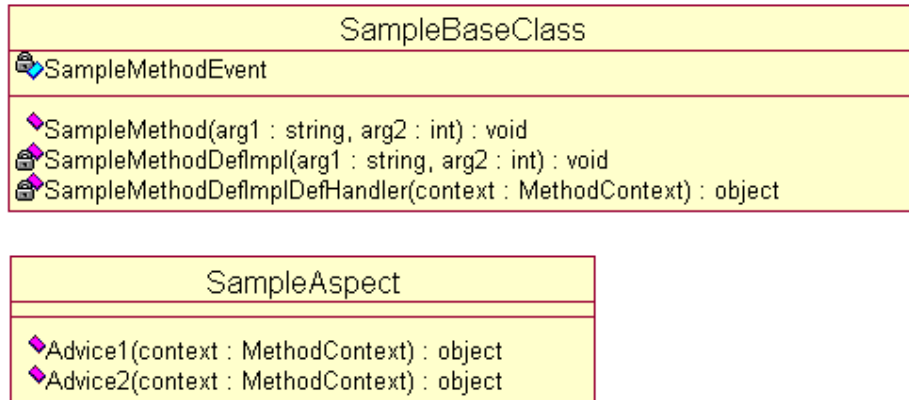 SampleBaseClass
SampleMethodEvent
SampleMethod(arg1 : string, arg2 : int) : void
SampleMethodDefImpl(arg1 : string, arg2 : int) : void
SampleMethodDefImplDefHandler(context : MethodContext) : object
SampleAspect
Advice1(context : MethodContext) : object
Advice2(context : MethodContext) : object